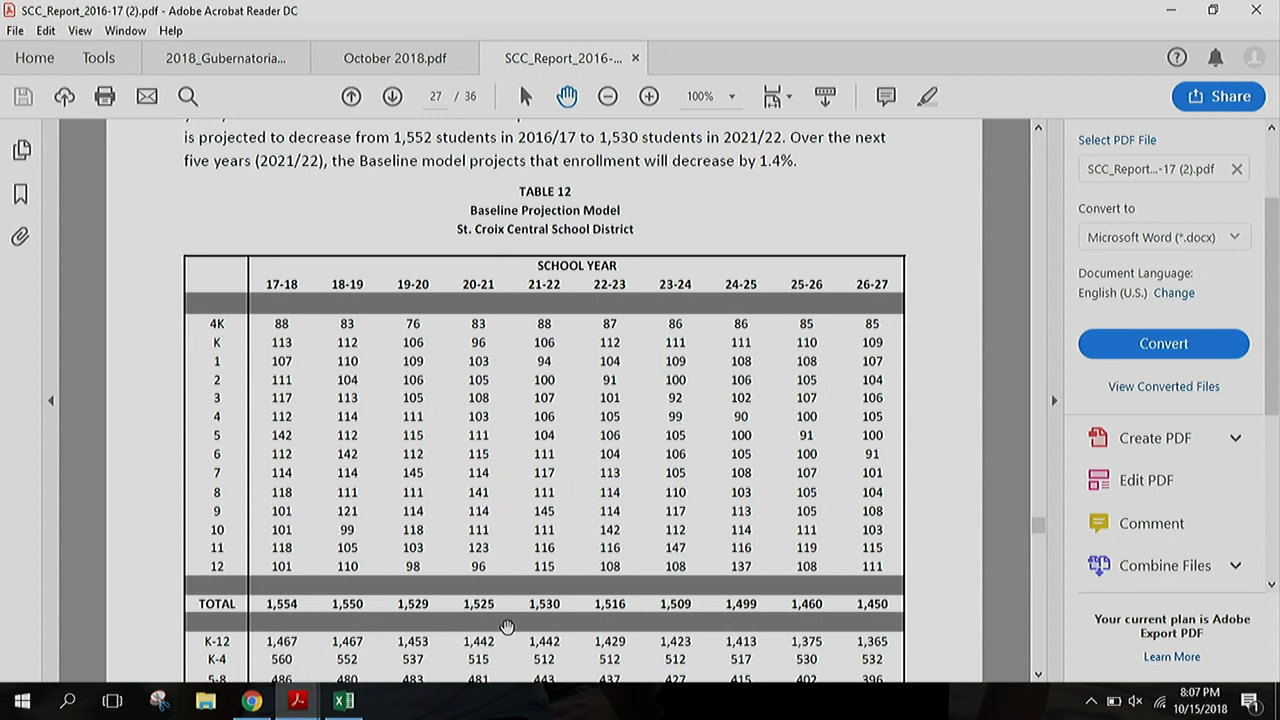 SCC_Report_2016-17 (2).pdf - Adobe Acrobat Reader DC
File Edit View Window Help
Home Tools 2018_Gubernatoria... October 2018.pdf SCC_Report_2016-...
27 / 36 100% Share
is projected to decrease from 1,552 students in 2016/17 to 1,530 students in 2021/22. Over the next
five years (2021/22), the Baseline model projects that enrollment will decrease by 1.4%.
TABLE 12
Baseline Projection Model
St. Croix Central School District
SCHOOL YEAR
17-18 18-19 19-20 20-21 21-22 22-23 23-24 24-25 25-26 26-27
4K 88 83 76 83 88 87 86 86 85 85
K 113 112 106 96 106 112 111 111 110 109
1 107 110 109 103 94 104 109 108 108 107
2 111 104 106 105 100 91 100 106 105 104
3 117 113 105 108 107 101 92 102 107 106
4 112 114 111 103 106 105 99 90 100 105
5 142 112 115 111 104 106 105 100 91 100
6 112 142 112 115 111 104 106 105 100 91
7 114 114 145 114 117 113 105 108 107 101
8 118 111 111 141 111 114 110 103 105 104
9 101 121 114 114 145 114 117 113 105 108
10 101 99 118 111 111 142 112 114 111 103
11 118 105 103 123 116 116 147 116 119 115
12 101 110 98 96 115 108 108 137 108 111
TOTAL 1,554 1,550 1,529 1,525 1,530 1,516 1,509 1,499 1,460 1,450
K-12 1,467 1,467 1,453 1,442 1,442 1,429 1,423 1,413 1,375 1,365
K-4 560 552 537 515 512 512 512 517 530 532
5-8 486 480 483 481 443 437 427 415 402 396
Select PDF File
SCC_Report...-17 (2).pdf
Convert to
Microsoft Word (*.docx)
Document Language:
English (U.S.) Change
Convert
View Converted Files
Create PDF
Edit PDF
Comment
Combine Files
Your current plan is Adobe
Export PDF
Learn More
8:07 PM
10/15/2018